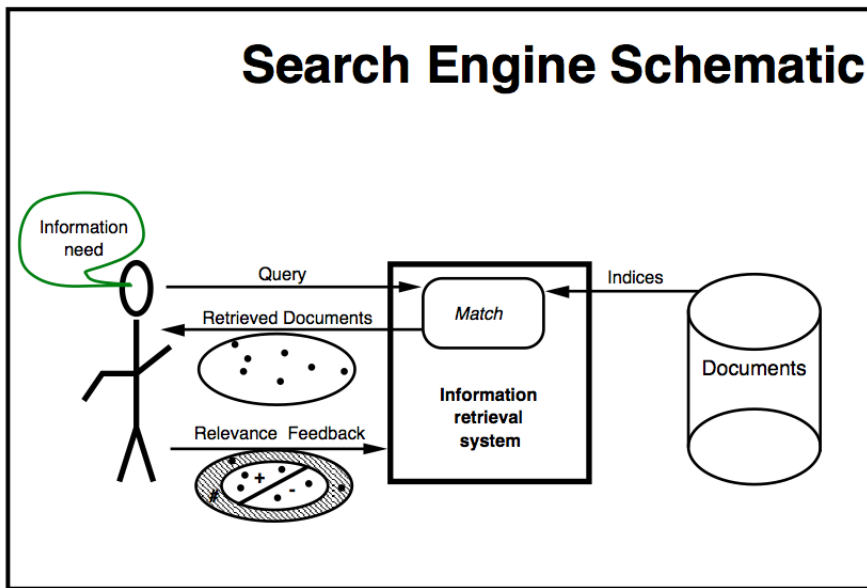 Search Engine Schematic
Information
need
Query
Indices
Retrieved Documents
Match
Documents
Information
retrieval
system
Relevance Feedback
+
-
#